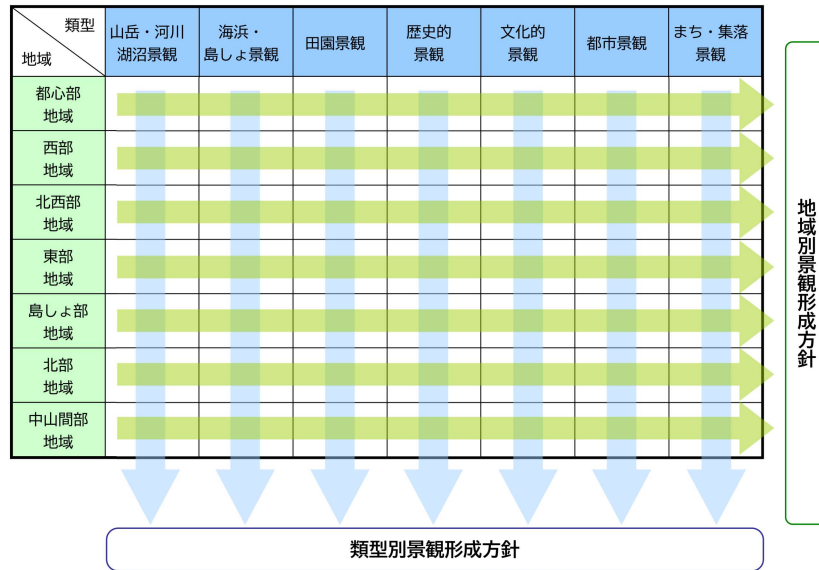 類型
地域
山岳・河川
湖沼景観
海浜・
島しょ景観
田園景観
歴史的
景観
文化的
景観
都市景観
まち・集落
景観
都心部
地域
西部
地域
北西部
地域
東部
地域
島しょ部
地域
北部
地域
中山間部
地域
地域別景観形成方針
類型別景観形成方針